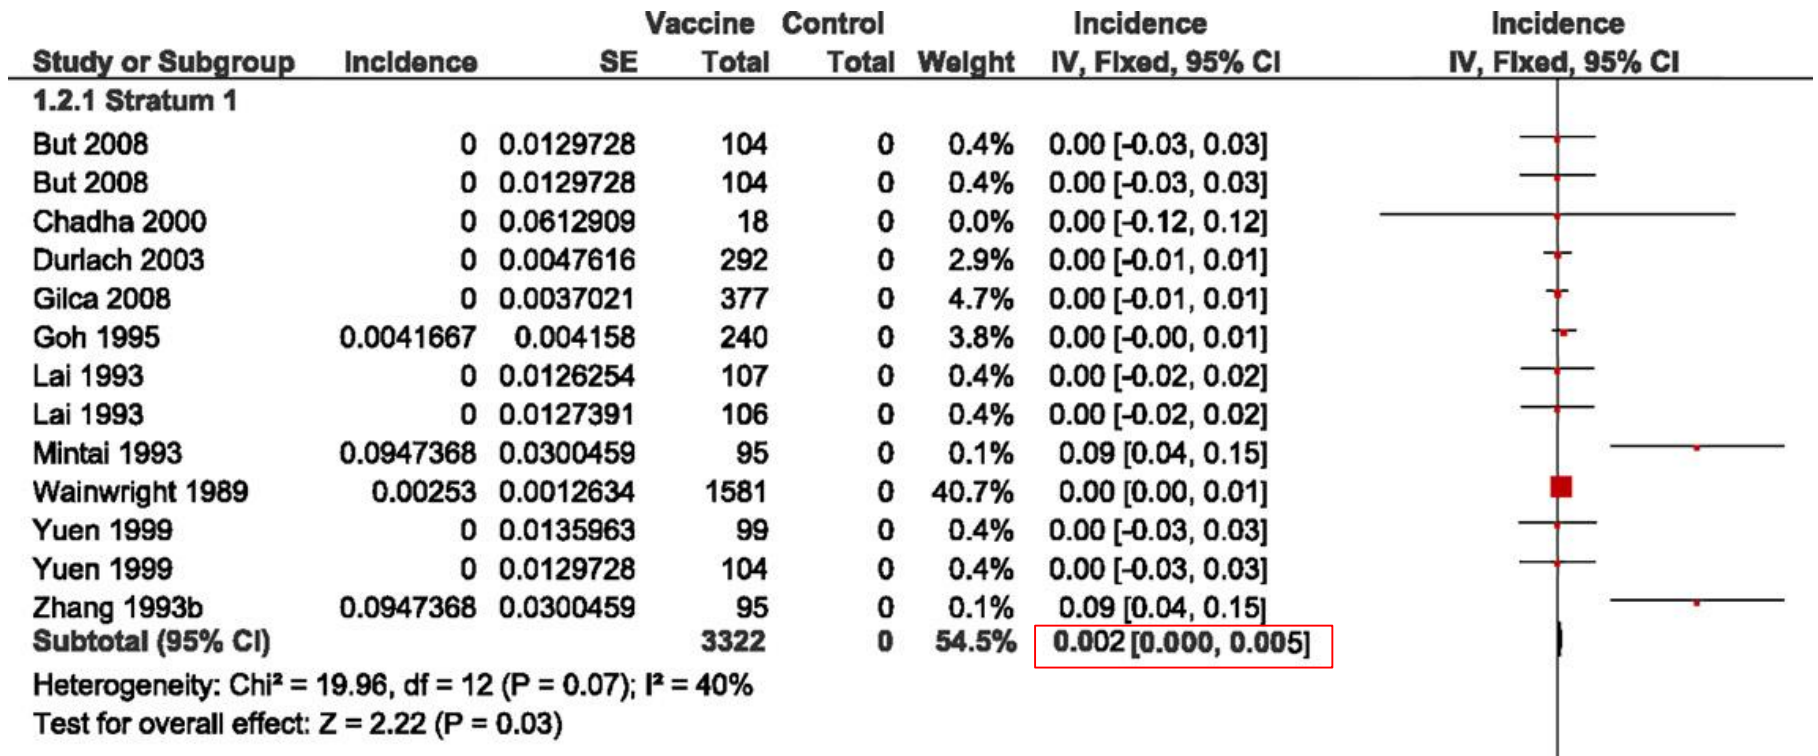 Vaccine Control Incidence Incidence
Study or Subgroup Incidence SE Total Total Weight IV, Fixed, 95% CI IV, Fixed, 95% CI
1.2.1 Stratum 1
But 2008 0 0.0129728 104 0 0.4% 0.00 [-0.03, 0.03]
But 2008 0 0.0129728 104 0 0.4% 0.00 [-0.03, 0.03]
Chadha 2000 0 0.0612909 18 0 0.0% 0.00 [-0.12, 0.12]
Durlach 2003 0 0.0047616 292 0 2.9% 0.00 [-0.01, 0.01]
Gilca 2008 0 0.0037021 377 0 4.7% 0.00 [-0.01, 0.01]
Goh 1995 0.0041667 0.004158 240 0 3.8% 0.00 [-0.00, 0.01]
Lai 1993 0 0.0126254 107 0 0.4% 0.00 [-0.02, 0.02]
Lai 1993 0 0.0127391 106 0 0.4% 0.00 [-0.02, 0.02]
Mintai 1993 0.0947368 0.0300459 95 0 0.1% 0.09 [0.04, 0.15]
Wainwright 1989 0.00253 0.0012634 1581 0 40.7% 0.00 [0.00, 0.01]
Yuen 1999 0 0.0135963 99 0 0.4% 0.00 [-0.03, 0.03]
Yuen 1999 0 0.0129728 104 0 0.4% 0.00 [-0.03, 0.03]
Zhang 1993b 0.0947368 0.0300459 95 0 0.1% 0.09 [0.04, 0.15]
Subtotal (95% CI) 3322 0 54.5% 0.002 [0.000, 0.005]
Heterogeneity: Chi² = 19.96, df = 12 (P = 0.07); I² = 40%
Test for overall effect: Z = 2.22 (P = 0.03)